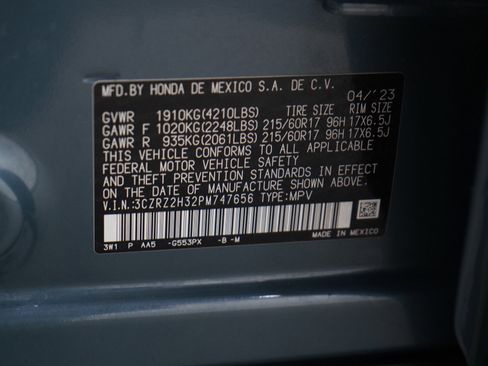 MFD.BY HONDA DE MEXICO S.A. DE C.V.
04/'23
GVWR 1910KG(4210LBS) TIRE SIZE RIM SIZE
GAWR F 1020KG(2248LBS) 215/60R17 96H 17X6.5J
GAWR R 935KG(2061LBS) 215/60R17 96H 17X6.5J
THIS VEHICLE CONFORMS TO ALL APPLICABLE
FEDERAL MOTOR VEHICLE SAFETY
AND THEFT PREVENTION STANDARDS IN EFFECT
ON THE DATE OF MANUFACTURE SHOWN ABOVE.
V.I.N.:3CZRZ2H32PM747656 TYPE:MPV
3W1 P AA5 -G553PX -B -M MADE IN MEXICO